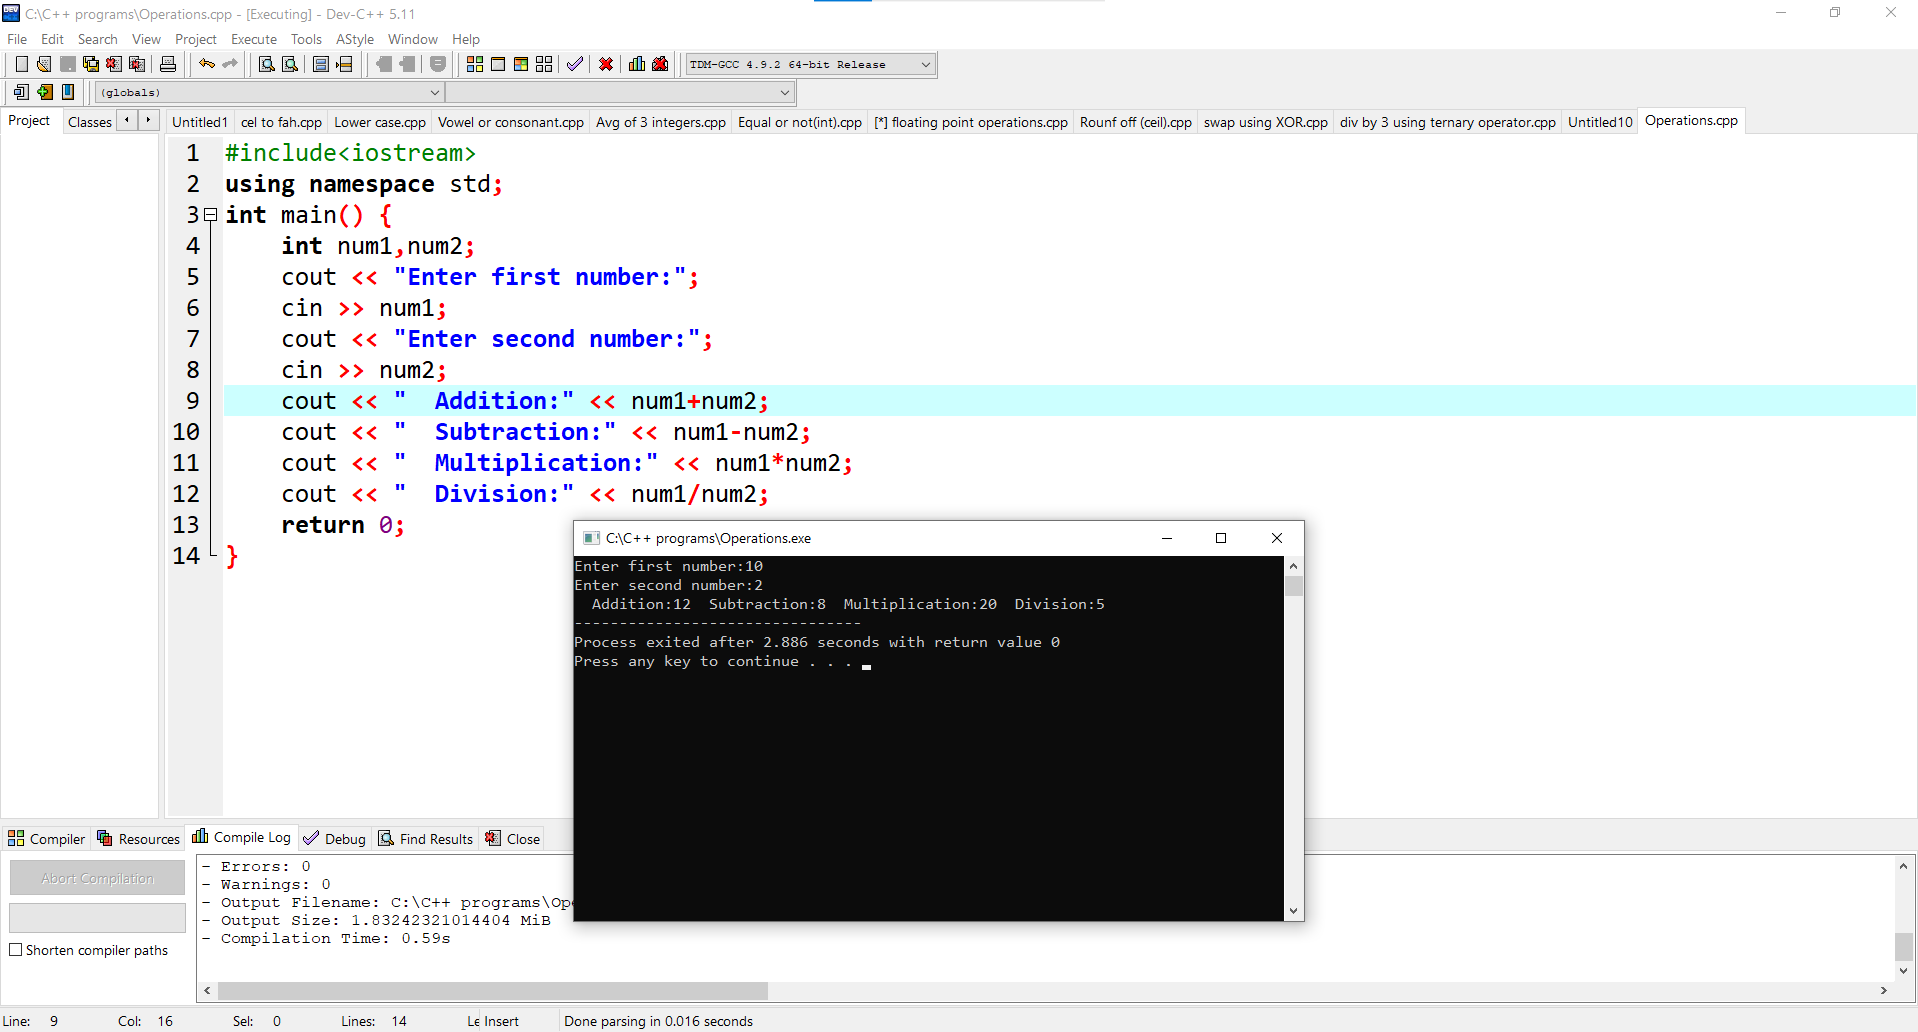 C:\C++ programs\Operations.cpp - [Executing] - Dev-C++ 5.11
File Edit Search View Project Execute Tools AStyle Window Help
TDM-GCC 4.9.2 64-bit Release
(globals)
Project Classes Untitled1 cel to fah.cpp Lower case.cpp Vowel or consonant.cpp Avg of 3 integers.cpp Equal or not(int).cpp [*] floating point operations.cpp Rounf off (ceil).cpp swap using XOR.cpp div by 3 using ternary operator.cpp Untitled10 Operations.cpp
1 #include<iostream>
2 using namespace std;
3 int main() {
4 int num1,num2;
5 cout << "Enter first number:";
6 cin >> num1;
7 cout << "Enter second number:";
8 cin >> num2;
9 cout << "  Addition:" << num1+num2;
10 cout << "  Subtraction:" << num1-num2;
11 cout << "  Multiplication:" << num1*num2;
12 cout << "  Division:" << num1/num2;
13 return 0;
14 }
C:\C++ programs\Operations.exe
Enter first number:10
Enter second number:2
  Addition:12  Subtraction:8  Multiplication:20  Division:5
--------------------------------
Process exited after 2.886 seconds with return value 0
Press any key to continue . . .
Compiler Resources Compile Log Debug Find Results Close
Abort Compilation
Shorten compiler paths
- Errors: 0
- Warnings: 0
- Output Filename: C:\C++ programs\Ope
- Output Size: 1.83242321014404 MiB
- Compilation Time: 0.59s
Line: 9 Col: 16 Sel: 0 Lines: 14 Le Insert Done parsing in 0.016 seconds